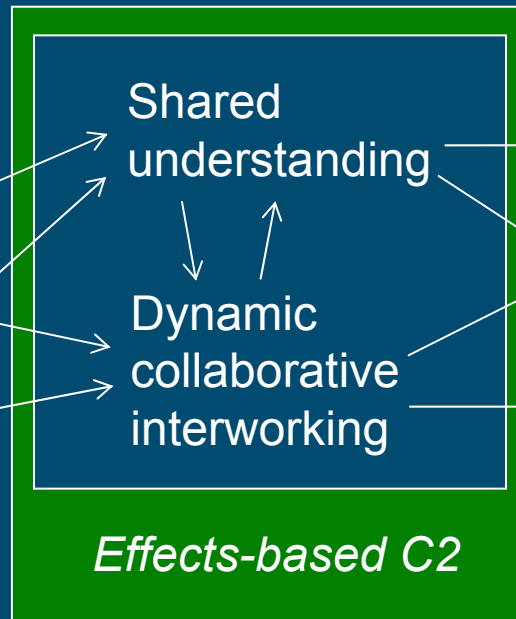 Shared
understanding
Dynamic
collaborative
interworking
Effects-based C2